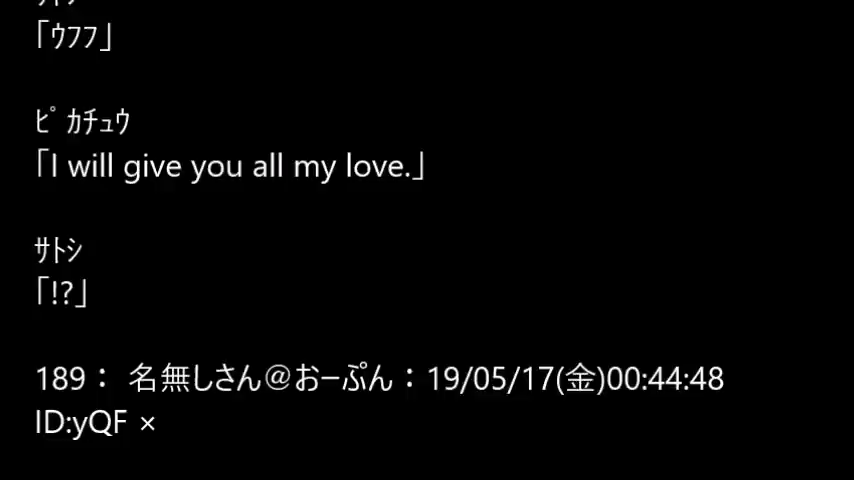 「ｳﾌﾌ」
ﾋﾟｶﾁｭｳ
「I will give you all my love.」
ｻﾄｼ
「!?」
189： 名無しさん＠おーぷん：19/05/17(金)00:44:48
ID:yQF ×